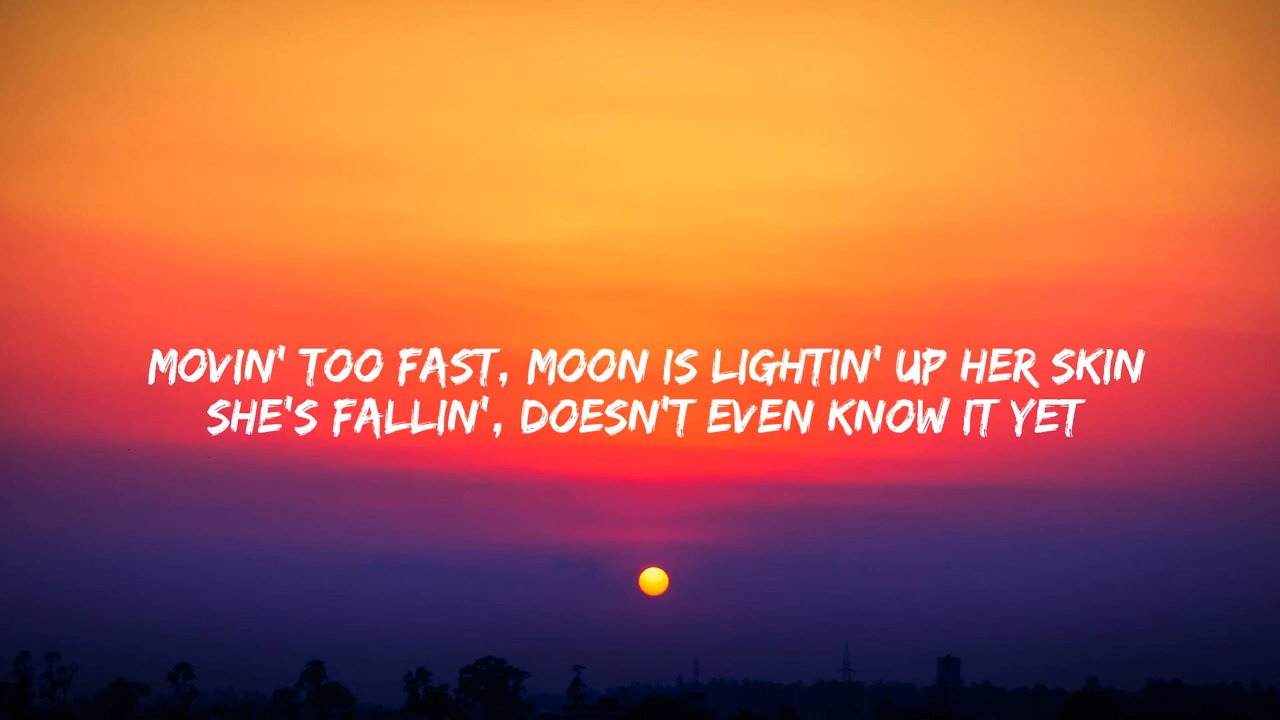 MOVIN' TOO FAST, MOON IS LIGHTIN' UP HER SKIN
SHE'S FALLIN', DOESN'T EVEN KNOW IT YET